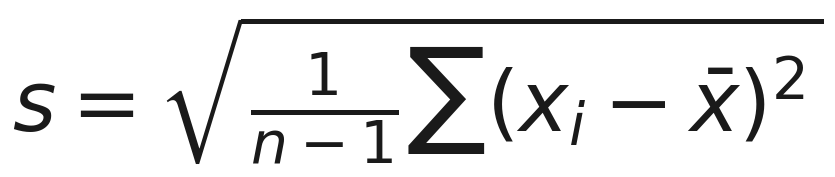 s = √(1/(n − 1) ∑(xᵢ − x̄)²)